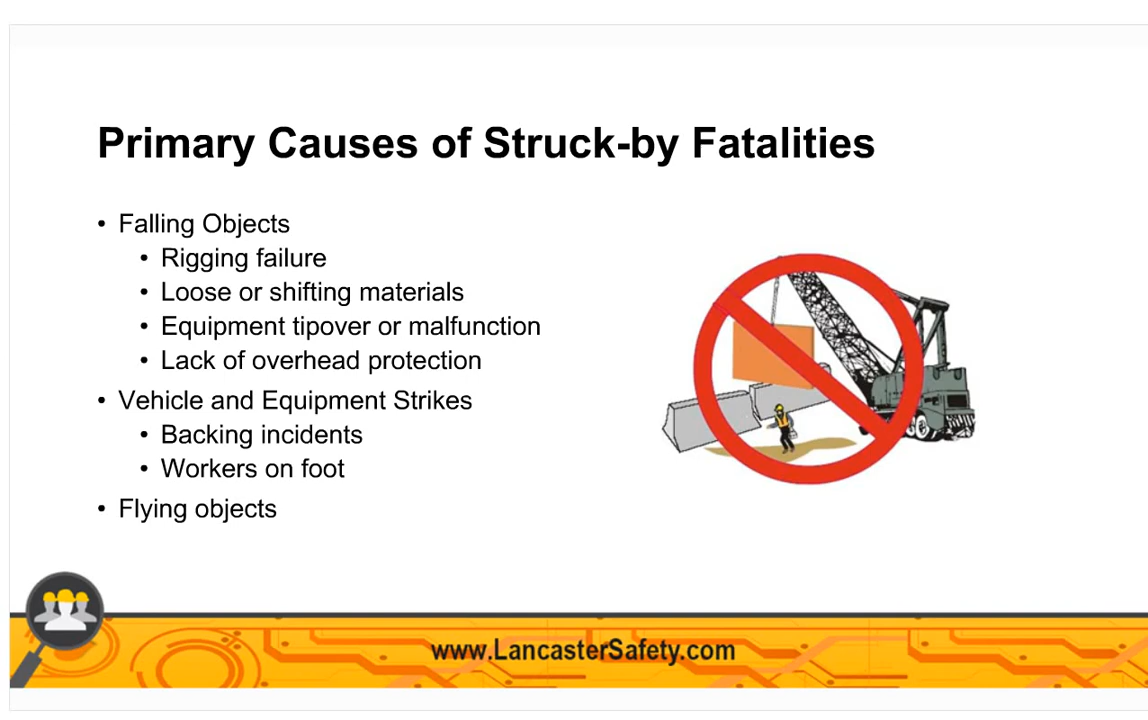 Primary Causes of Struck-by Fatalities
• Falling Objects
• Rigging failure
• Loose or shifting materials
• Equipment tipover or malfunction
• Lack of overhead protection
• Vehicle and Equipment Strikes
• Backing incidents
• Workers on foot
• Flying objects
www.LancasterSafety.com